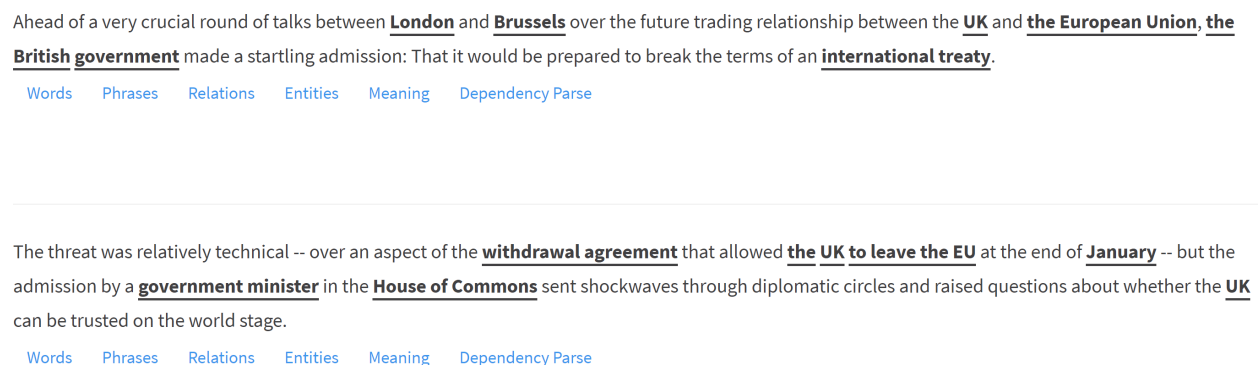 Ahead of a very crucial round of talks between London and Brussels over the future trading relationship between the UK and the European Union, the
British government made a startling admission: That it would be prepared to break the terms of an international treaty.
Words Phrases Relations Entities Meaning Dependency Parse
The threat was relatively technical -- over an aspect of the withdrawal agreement that allowed the UK to leave the EU at the end of January -- but the
admission by a government minister in the House of Commons sent shockwaves through diplomatic circles and raised questions about whether the UK
can be trusted on the world stage.
Words Phrases Relations Entities Meaning Dependency Parse